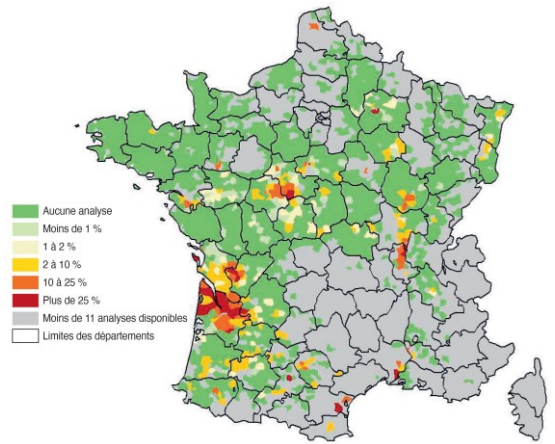 Aucune analyse
Moins de 1 %
1 à 2 %
2 à 10 %
10 à 25 %
Plus de 25 %
Moins de 11 analyses disponibles
Limites des départements